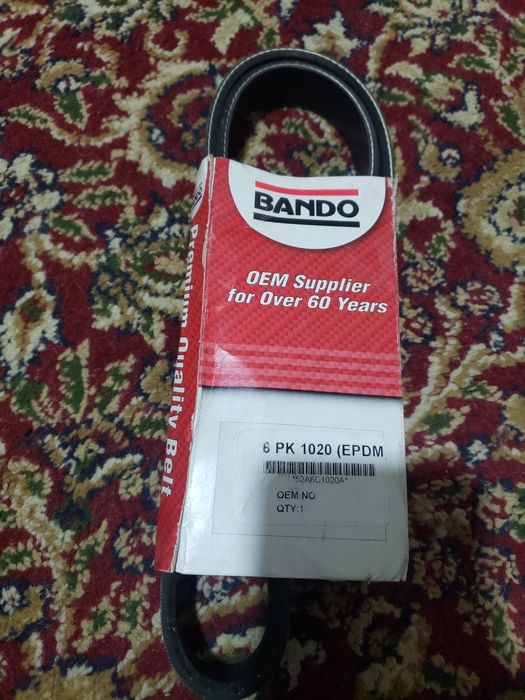 BANDO
OEM Supplier
for Over 60 Years
Premium Quality Belt
6 PK 1020 (EPDM
*52A6C1020A*
OEM NO:
QTY:1